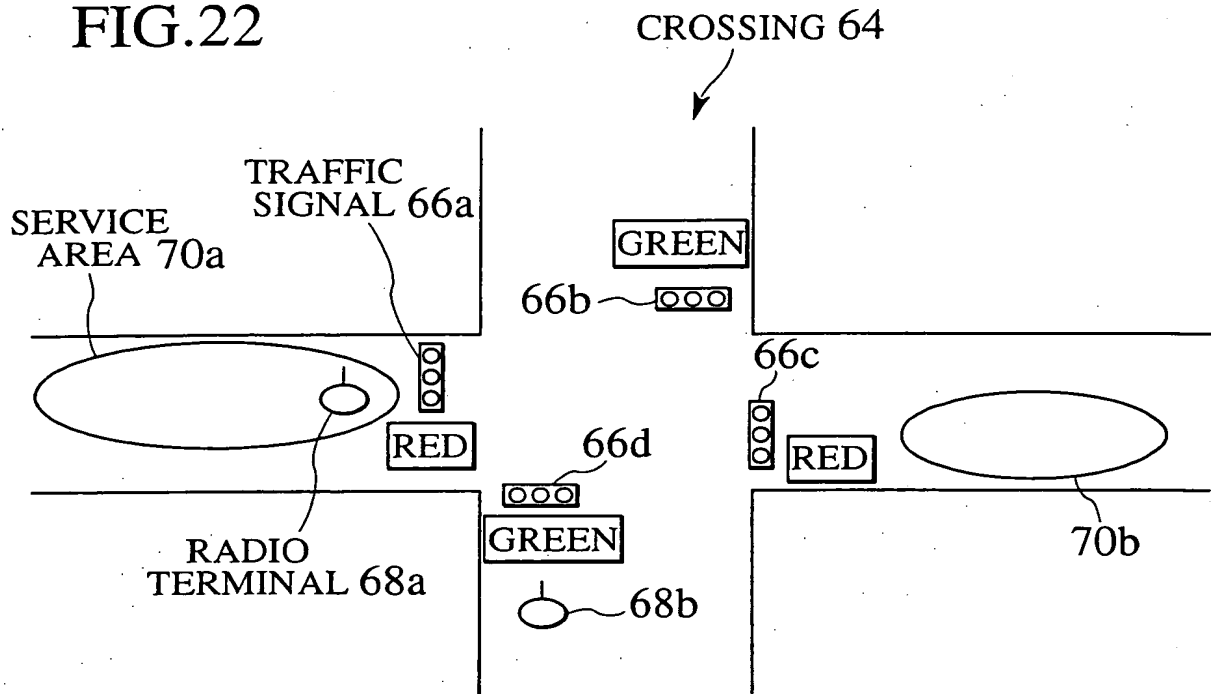 FIG.22
CROSSING 64
TRAFFIC
SIGNAL 66a
SERVICE
AREA 70a
GREEN
66b
66c
RED
66d
RED
GREEN
70b
RADIO
TERMINAL 68a
68b